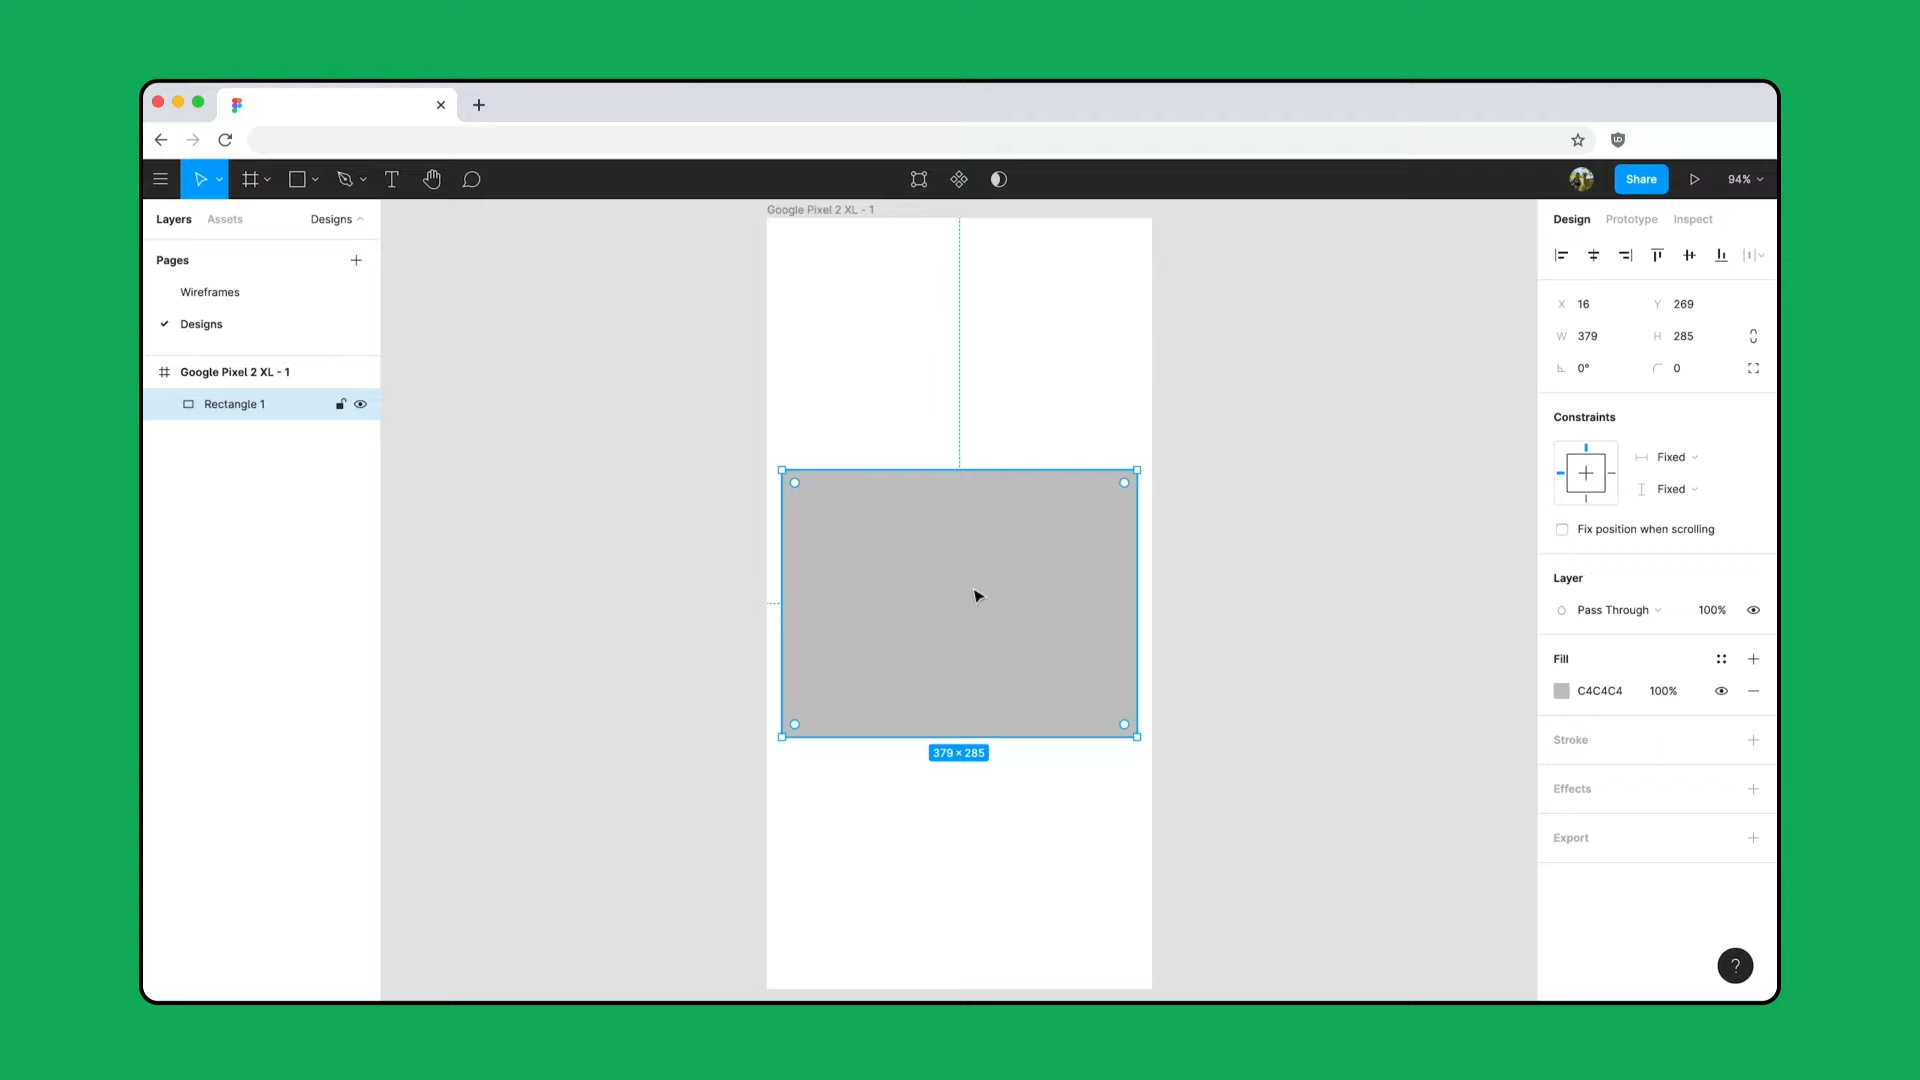 Share
94%
Layers
Assets
Designs
Google Pixel 2 XL - 1
Design
Prototype
Inspect
Pages
Wireframes
Designs
Google Pixel 2 XL - 1
Rectangle 1
379 × 285
X 16
Y 269
W 379
H 285
0°
0
Constraints
Fixed
Fixed
Fix position when scrolling
Layer
Pass Through
100%
Fill
C4C4C4
100%
Stroke
Effects
Export
?